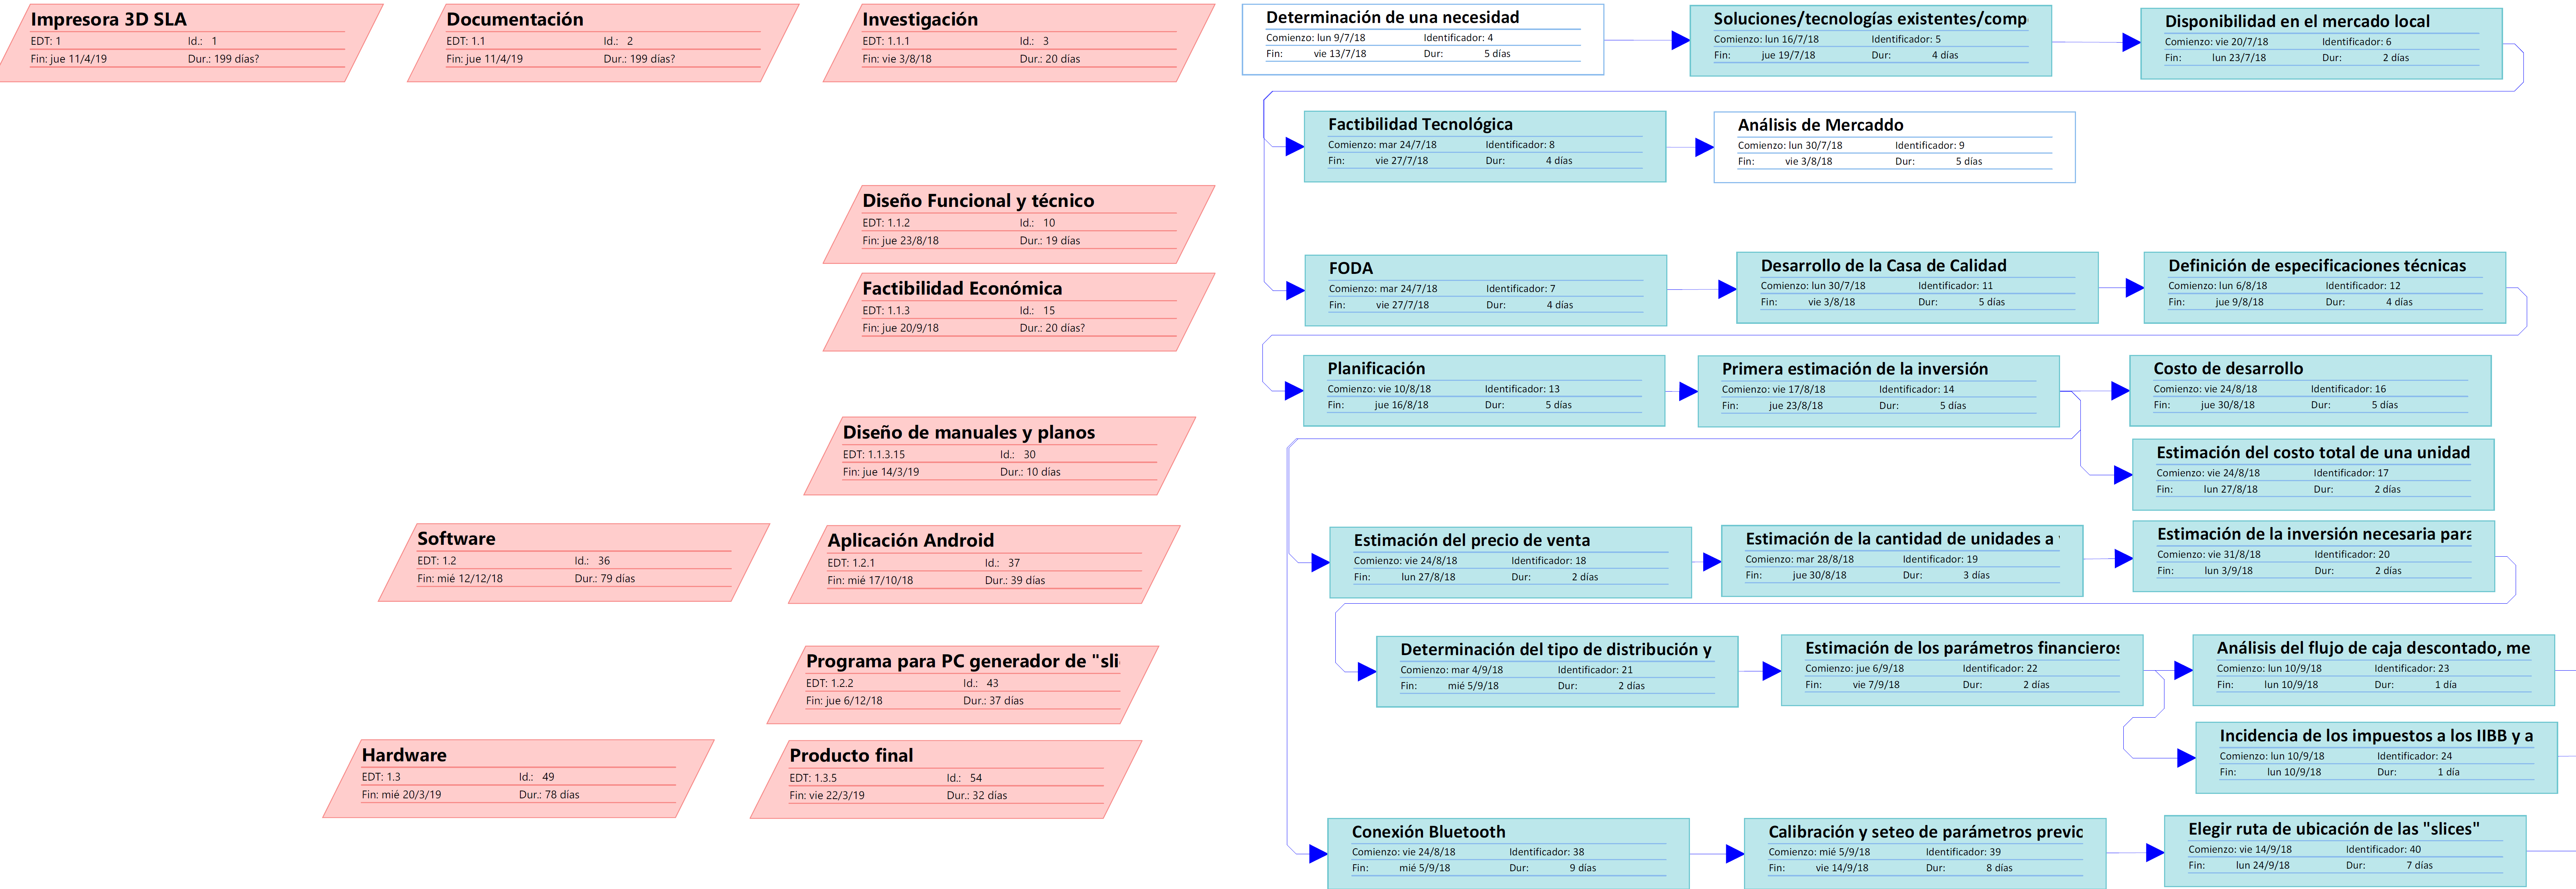 Impresora 3D SLA
EDT: 1 Id.: 1
Fin: jue 11/4/19 Dur.: 199 días?
Documentación
EDT: 1.1 Id.: 2
Fin: jue 11/4/19 Dur.: 199 días?
Investigación
EDT: 1.1.1 Id.: 3
Fin: vie 3/8/18 Dur.: 20 días
Determinación de una necesidad
Comienzo: lun 9/7/18 Identificador: 4
Fin: vie 13/7/18 Dur: 5 días
Soluciones/tecnologías existentes/comp
Comienzo: lun 16/7/18 Identificador: 5
Fin: jue 19/7/18 Dur: 4 días
Disponibilidad en el mercado local
Comienzo: vie 20/7/18 Identificador: 6
Fin: lun 23/7/18 Dur: 2 días
Factibilidad Tecnológica
Comienzo: mar 24/7/18 Identificador: 8
Fin: vie 27/7/18 Dur: 4 días
Análisis de Mercaddo
Comienzo: lun 30/7/18 Identificador: 9
Fin: vie 3/8/18 Dur: 5 días
Diseño Funcional y técnico
EDT: 1.1.2 Id.: 10
Fin: jue 23/8/18 Dur.: 19 días
Factibilidad Económica
EDT: 1.1.3 Id.: 15
Fin: jue 20/9/18 Dur.: 20 días?
FODA
Comienzo: mar 24/7/18 Identificador: 7
Fin: vie 27/7/18 Dur: 4 días
Desarrollo de la Casa de Calidad
Comienzo: lun 30/7/18 Identificador: 11
Fin: vie 3/8/18 Dur: 5 días
Definición de especificaciones técnicas
Comienzo: lun 6/8/18 Identificador: 12
Fin: jue 9/8/18 Dur: 4 días
Planificación
Comienzo: vie 10/8/18 Identificador: 13
Fin: jue 16/8/18 Dur: 5 días
Primera estimación de la inversión
Comienzo: vie 17/8/18 Identificador: 14
Fin: jue 23/8/18 Dur: 5 días
Costo de desarrollo
Comienzo: vie 24/8/18 Identificador: 16
Fin: jue 30/8/18 Dur: 5 días
Diseño de manuales y planos
EDT: 1.1.3.15 Id.: 30
Fin: jue 14/3/19 Dur.: 10 días
Estimación del costo total de una unidad
Comienzo: vie 24/8/18 Identificador: 17
Fin: lun 27/8/18 Dur: 2 días
Software
EDT: 1.2 Id.: 36
Fin: mié 12/12/18 Dur.: 79 días
Aplicación Android
EDT: 1.2.1 Id.: 37
Fin: mié 17/10/18 Dur.: 39 días
Estimación del precio de venta
Comienzo: vie 24/8/18 Identificador: 18
Fin: lun 27/8/18 Dur: 2 días
Estimación de la cantidad de unidades a
Comienzo: mar 28/8/18 Identificador: 19
Fin: jue 30/8/18 Dur: 3 días
Estimación de la inversión necesaria para
Comienzo: vie 31/8/18 Identificador: 20
Fin: lun 3/9/18 Dur: 2 días
Programa para PC generador de "sli
EDT: 1.2.2 Id.: 43
Fin: jue 6/12/18 Dur.: 37 días
Determinación del tipo de distribución y
Comienzo: mar 4/9/18 Identificador: 21
Fin: mié 5/9/18 Dur: 2 días
Estimación de los parámetros financieros
Comienzo: jue 6/9/18 Identificador: 22
Fin: vie 7/9/18 Dur: 2 días
Análisis del flujo de caja descontado, me
Comienzo: lun 10/9/18 Identificador: 23
Fin: lun 10/9/18 Dur: 1 día
Incidencia de los impuestos a los IIBB y a
Comienzo: lun 10/9/18 Identificador: 24
Fin: lun 10/9/18 Dur: 1 día
Hardware
EDT: 1.3 Id.: 49
Fin: mié 20/3/19 Dur.: 78 días
Producto final
EDT: 1.3.5 Id.: 54
Fin: vie 22/3/19 Dur.: 32 días
Conexión Bluetooth
Comienzo: vie 24/8/18 Identificador: 38
Fin: mié 5/9/18 Dur: 9 días
Calibración y seteo de parámetros previc
Comienzo: mié 5/9/18 Identificador: 39
Fin: vie 14/9/18 Dur: 8 días
Elegir ruta de ubicación de las "slices"
Comienzo: vie 14/9/18 Identificador: 40
Fin: lun 24/9/18 Dur: 7 días